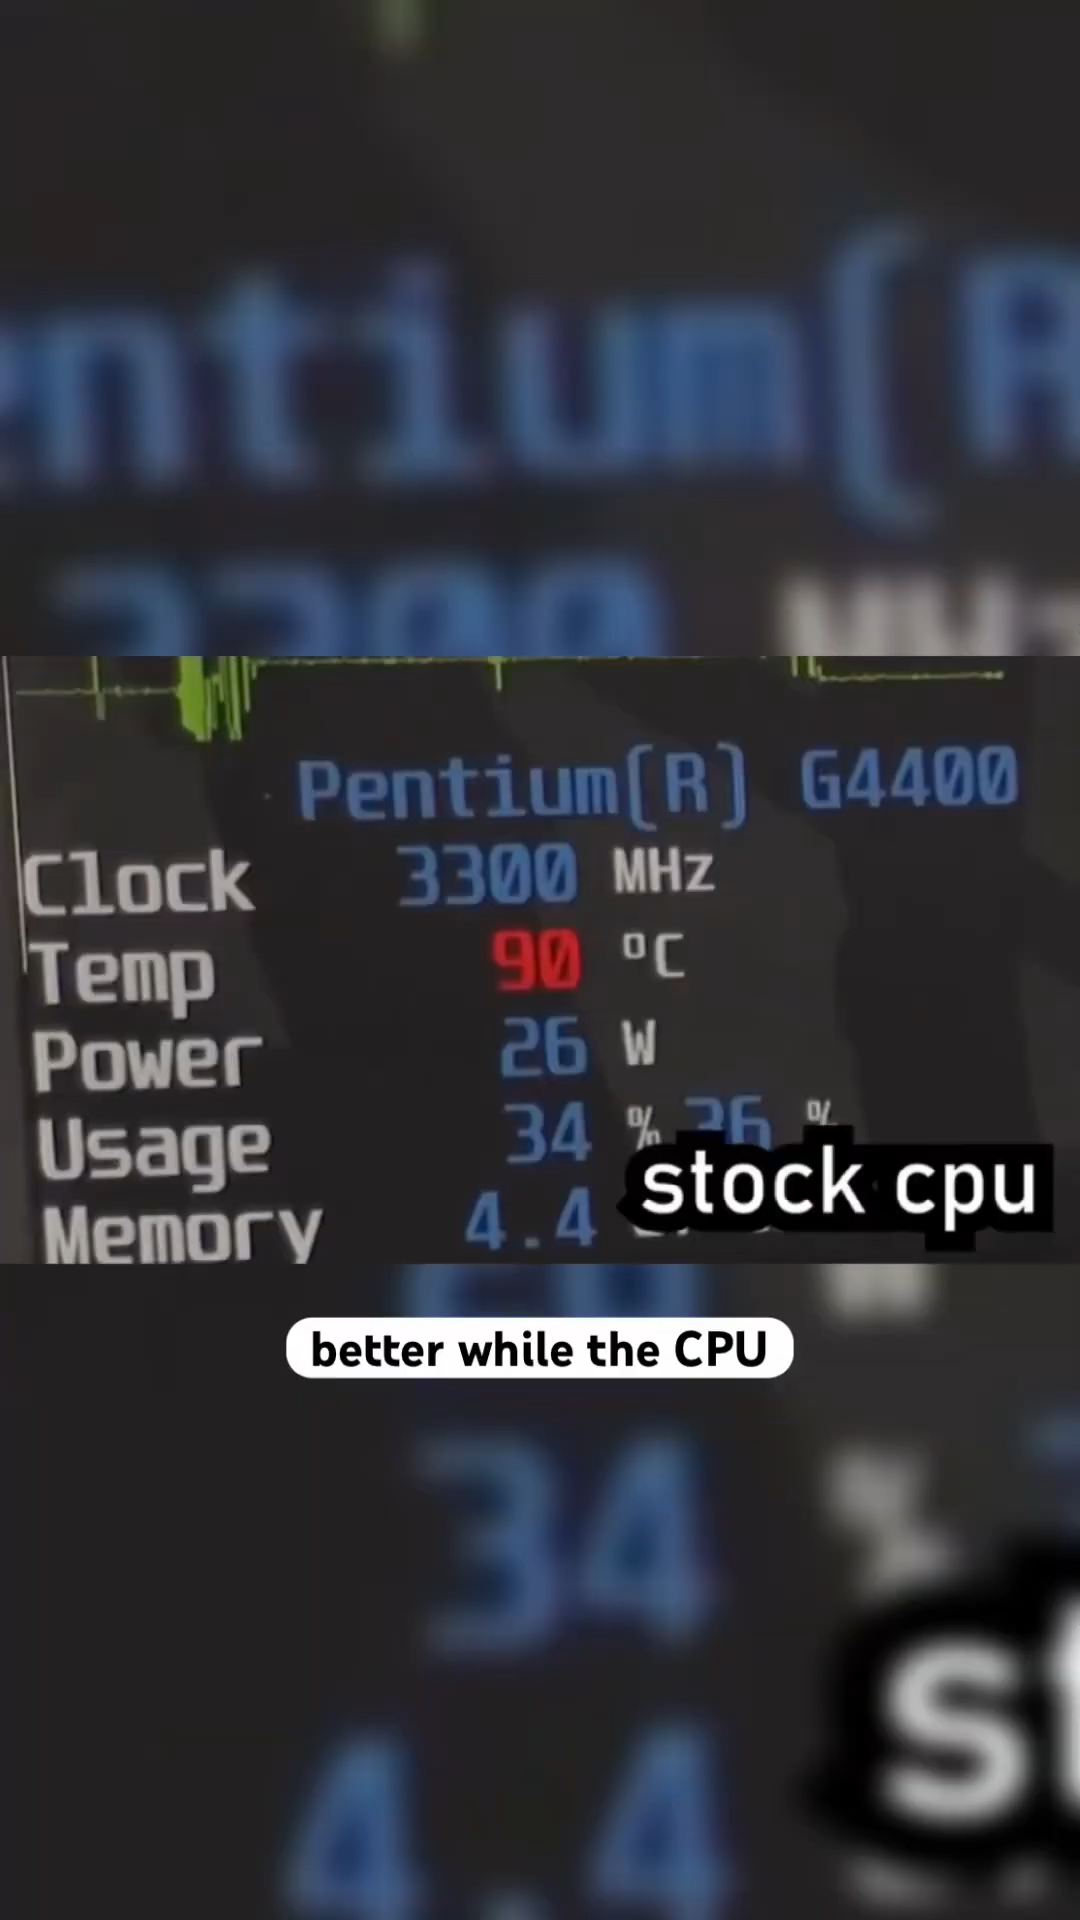 Pentium(R) G4400
Clock 3300 MHz
Temp 90 °C
Power 26 W
Usage 34 % 36 %
Memory 4.4
stock cpu
better while the CPU